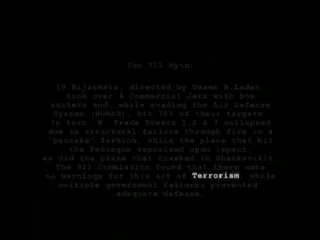 The 911 Myth:
19 Hijackers, directed by Osama B Laden,
took over 4 Commercial Jets with box
cutters and, while evading the Air Defense
System (NORAD), hit 75% of their targets.
In turn, W. Trade Towers 1, 2 & 7 collapsed
due to structural failure through fire in a
"pancake" fashion, while the plane that hit
the Pentagon vaporized upon impact,
as did the plane that crashed in Shanksville.
The 911 Commission found that there were
no warnings for this act of Terrorism, while
multiple government failures prevented
adequate defense.